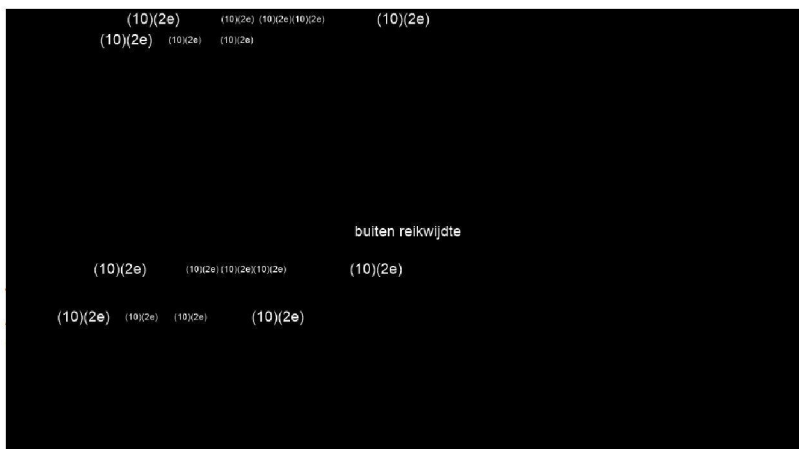 (10)(2e) (10)(2e) (10)(2e)(10)(2e) (10)(2e)
(10)(2e) (10)(2e) (10)(2e)
buiten reikwijdte
(10)(2e) (10)(2e) (10)(2e)(10)(2e) (10)(2e)
(10)(2e) (10)(2e) (10)(2e) (10)(2e)